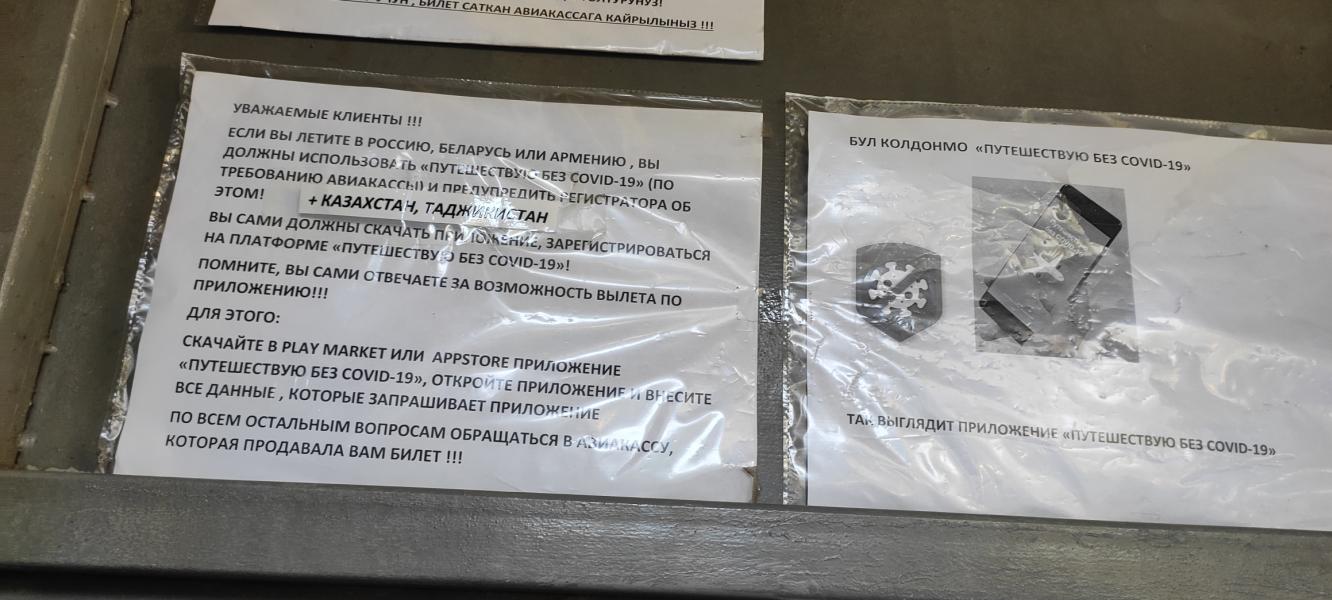 БИЛЕТ САТКАН АВИАКАССАГА КАЙРЫЛЫНЫЗ !!!
УВАЖАЕМЫЕ КЛИЕНТЫ !!!
ЕСЛИ ВЫ ЛЕТИТЕ В РОССИЮ, БЕЛАРУСЬ ИЛИ АРМЕНИЮ , ВЫ
ДОЛЖНЫ ИСПОЛЬЗОВАТЬ «ПУТЕШЕСТВУЮ БЕЗ COVID-19» (ПО
ТРЕБОВАНИЮ АВИАКАССЫ) И ПРЕДУПРЕДИТЬ РЕГИСТРАТОРА ОБ
ЭТОМ!
+ КАЗАХСТАН, ТАДЖИКИСТАН
ВЫ САМИ ДОЛЖНЫ СКАЧАТЬ ПРИЛОЖЕНИЕ, ЗАРЕГИСТРИРОВАТЬСЯ
НА ПЛАТФОРМЕ «ПУТЕШЕСТВУЮ БЕЗ COVID-19»!
ПОМНИТЕ, ВЫ САМИ ОТВЕЧАЕТЕ ЗА ВОЗМОЖНОСТЬ ВЫЛЕТА ПО
ПРИЛОЖЕНИЮ!!!
ДЛЯ ЭТОГО:
СКАЧАЙТЕ В PLAY MARKET ИЛИ APPSTORE ПРИЛОЖЕНИЕ
«ПУТЕШЕСТВУЮ БЕЗ COVID-19», ОТКРОЙТЕ ПРИЛОЖЕНИЕ И ВНЕСИТЕ
ВСЕ ДАННЫЕ , КОТОРЫЕ ЗАПРАШИВАЕТ ПРИЛОЖЕНИЕ
ПО ВСЕМ ОСТАЛЬНЫМ ВОПРОСАМ ОБРАЩАТЬСЯ В АВИАКАССУ,
КОТОРАЯ ПРОДАВАЛА ВАМ БИЛЕТ !!!
БУЛ КОЛДОНМО «ПУТЕШЕСТВУЮ БЕЗ COVID-19»
ТАК ВЫГЛЯДИТ ПРИЛОЖЕНИЕ «ПУТЕШЕСТВУЮ БЕЗ COVID-19»